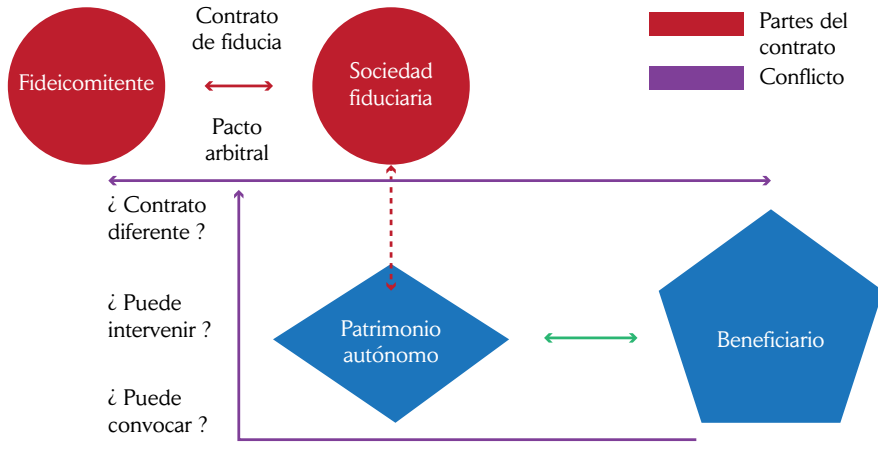 Contrato
de fiducia
Fideicomitente
Sociedad
fiduciaria
Pacto
arbitral
Partes del
contrato
Conflicto
¿ Contrato
diferente ?
¿ Puede
intervenir ?
¿ Puede
convocar ?
Patrimonio
autónomo
Beneficiario